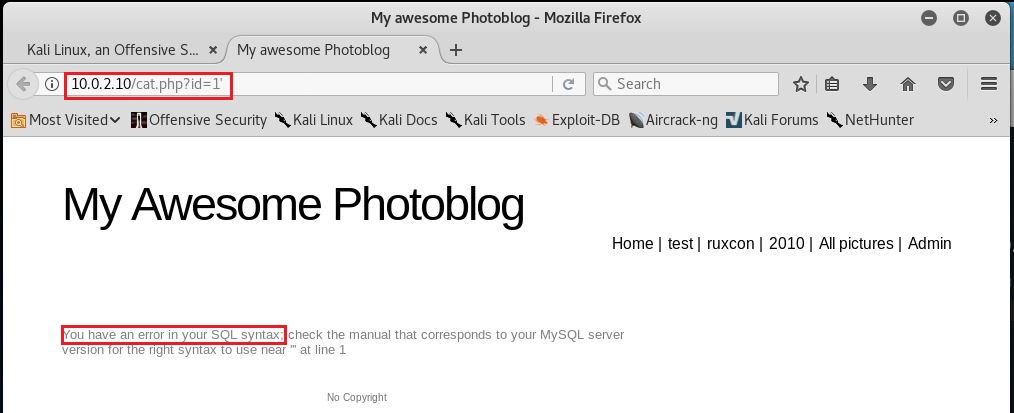 My awesome Photoblog - Mozilla Firefox
Kali Linux, an Offensive S... × My awesome Photoblog × +
10.0.2.10/cat.php?id=1' Search
Most Visited Offensive Security Kali Linux Kali Docs Kali Tools Exploit-DB Aircrack-ng Kali Forums NetHunter »
My Awesome Photoblog
Home | test | ruxcon | 2010 | All pictures | Admin
You have an error in your SQL syntax; check the manual that corresponds to your MySQL server
version for the right syntax to use near ''' at line 1
No Copyright